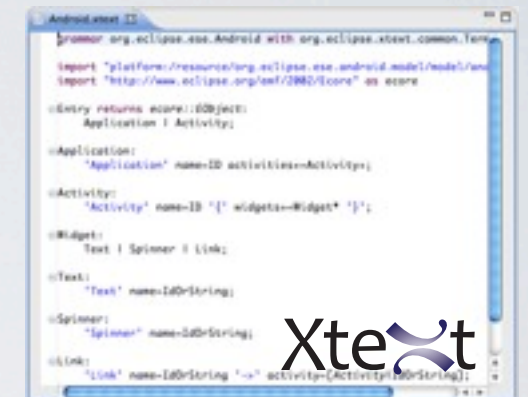 Android.xtext
grammar org.eclipse.ese.Android with org.eclipse.xtext.common.Term
import "platform:/resource/org.eclipse.ese.android.model/model/and
import "http://www.eclipse.org/emf/2002/Ecore" as ecore
Entry returns ecore::EObject:
Application | Activity;
Application:
"Application" name=ID activities+=Activity+;
Activity:
"Activity" name=ID "{" widgets+=Widget* "}";
Widget:
Text | Spinner | Link;
Text:
"Text" name=IdOrString;
Spinner:
"Spinner" name=IdOrString;
Xtext
Link:
"Link" name=IdOrString "->" activity=[Activity|IdOrString];